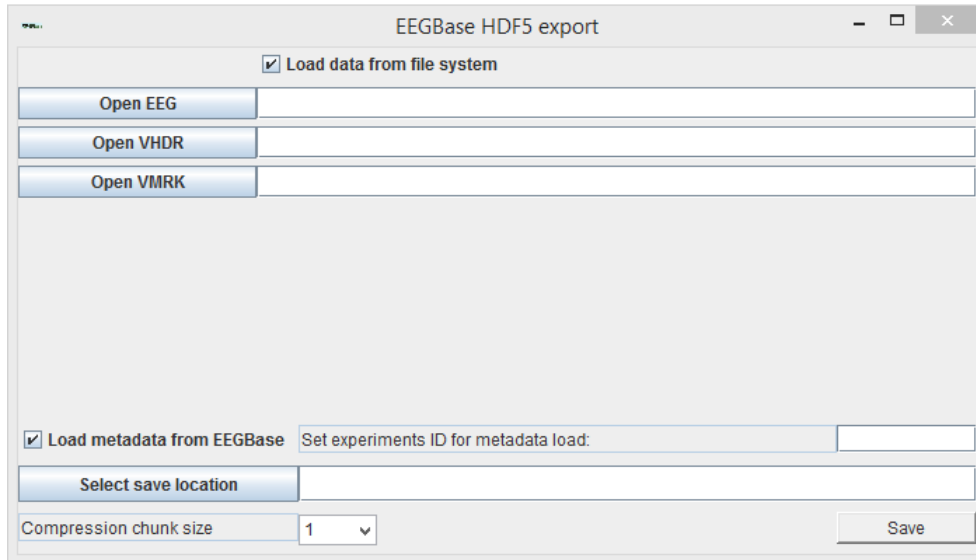 EEGBase HDF5 export
Load data from file system
Open EEG
Open VHDR
Open VMRK
Load metadata from EEGBase Set experiments ID for metadata load:
Select save location
Compression chunk size 1 Save